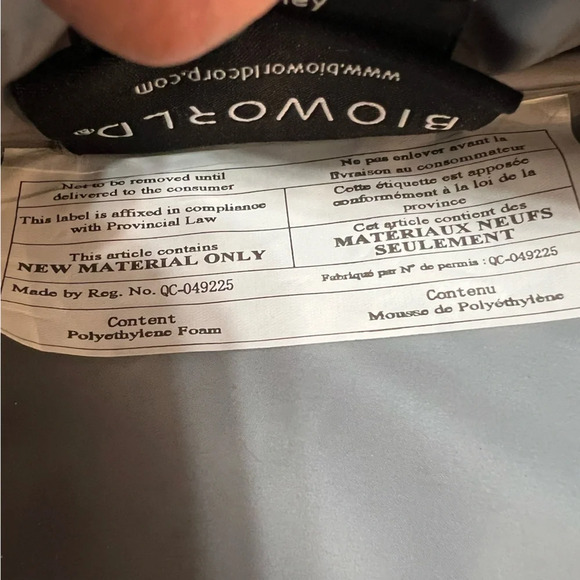 ney
www.bioworldcorp.com
BIOWORLD®
Not to be removed until
delivered to the consumer
This label is affixed in compliance
with Provincial Law
This article contains
NEW MATERIAL ONLY
Made by Reg. No. QC-049225
Content
Polyethylene Foam
Ne pas enlover avant la
livraison au consommateur
Cette étiquette est apposée
conformément à la loi de la
province
Cet article contient des
MATÉRIAUX NEUFS
SEULEMENT
Fabriqué par N° de permis : QC-049225
Contenu
Mousse de Polyéthylène